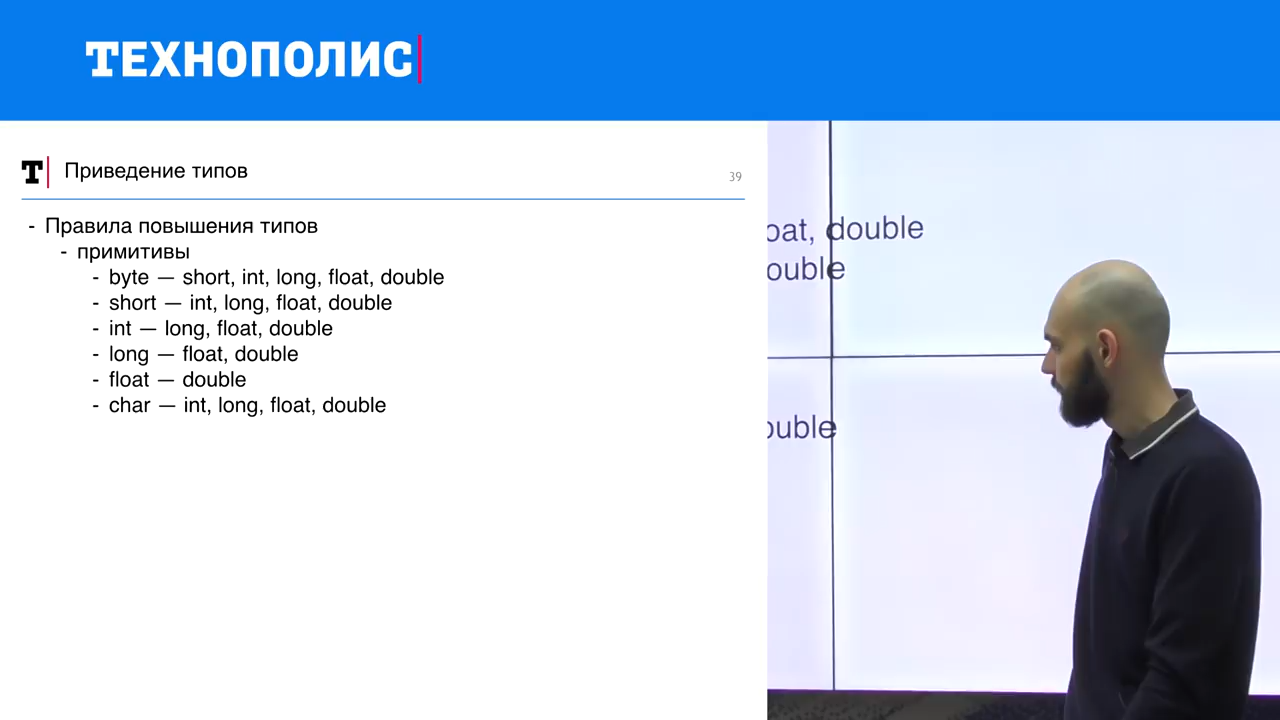 ТЕХНОПОЛИС
T Приведение типов
39
- Правила повышения типов
- примитивы
- byte — short, int, long, float, double
- short — int, long, float, double
- int — long, float, double
- long — float, double
- float — double
- char — int, long, float, double
oat, double
ouble
ouble